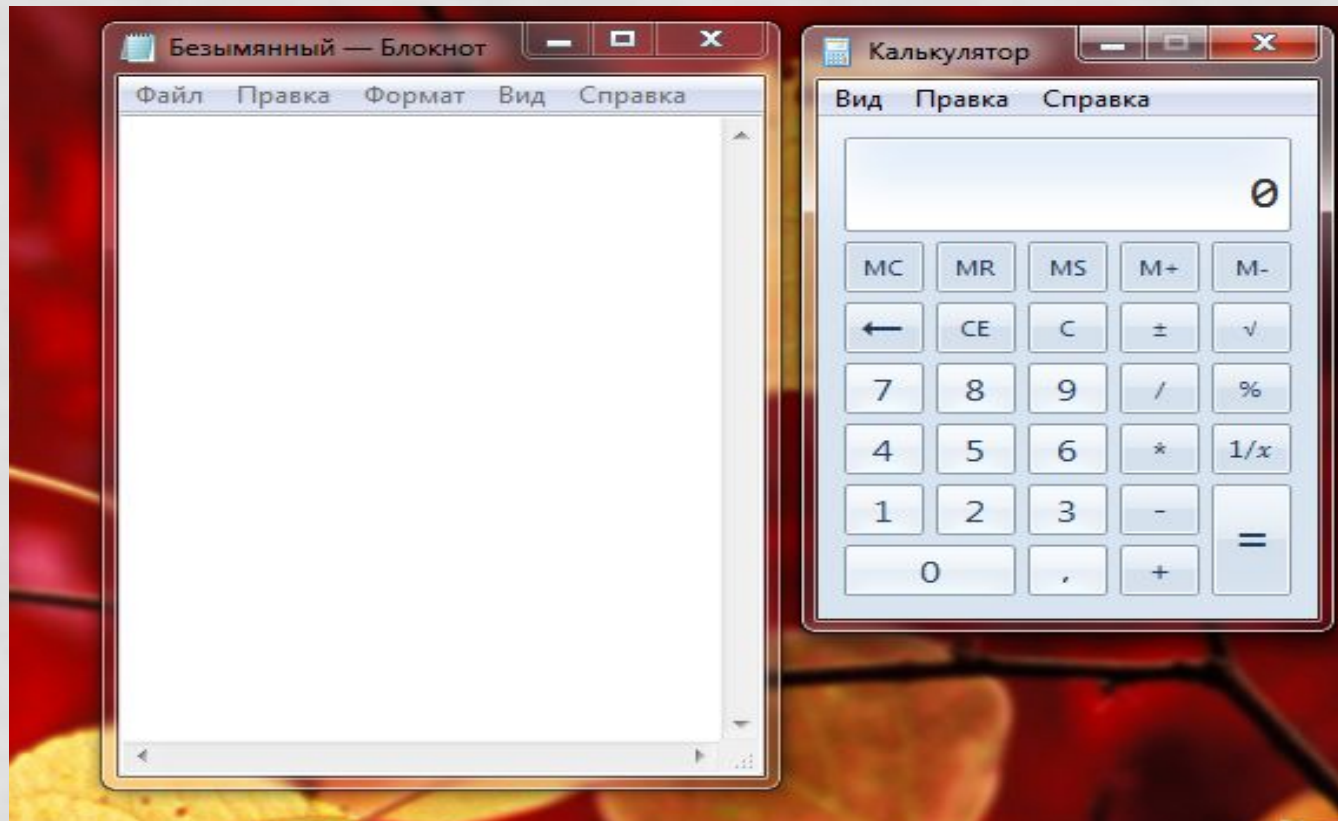 Безымянный — Блокнот
Файл Правка Формат Вид Справка
Калькулятор
Вид Правка Справка
0
MC MR MS M+ M-
← CE C ± √
7 8 9 / %
4 5 6 * 1/x
1 2 3 - =
0 , +